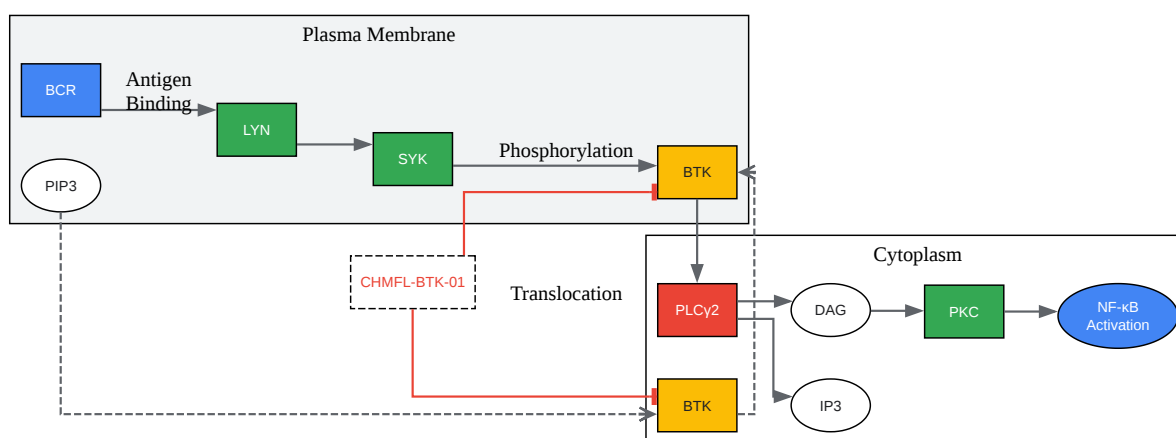 Plasma Membrane
BCR
Antigen
Binding
LYN
SYK
Phosphorylation
BTK
PIP3
CHMFL-BTK-01
Translocation
Cytoplasm
PLCγ2
DAG
PKC
NF-κB
Activation
BTK
IP3